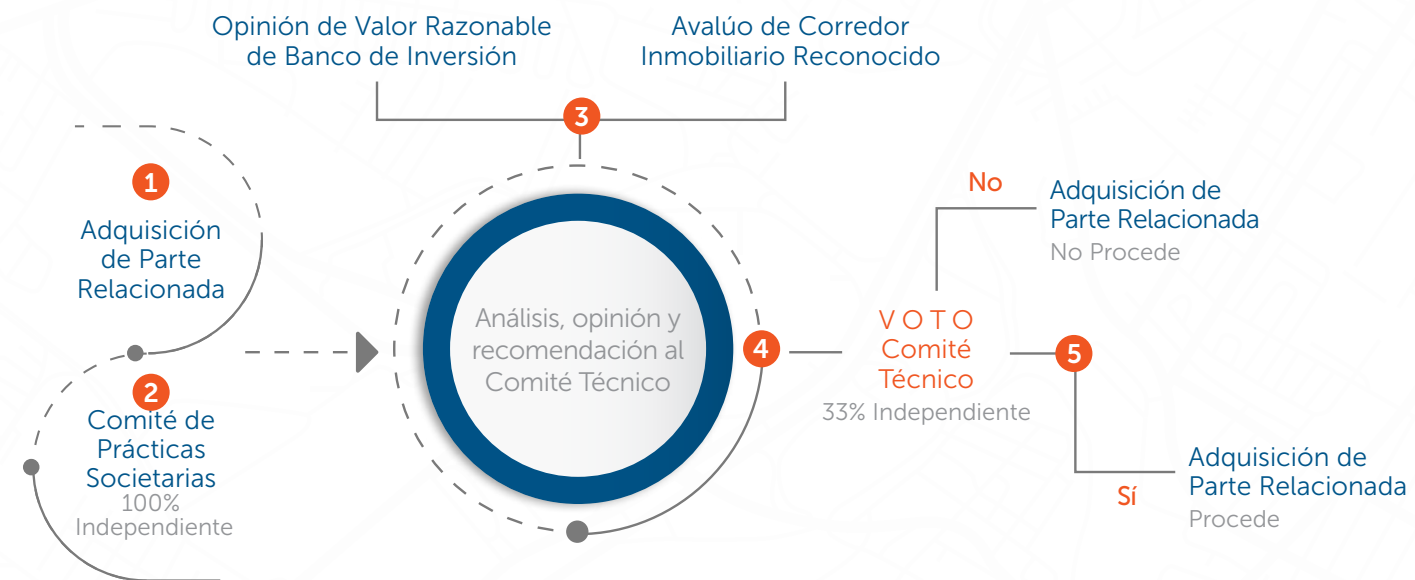 Opinión de Valor Razonable
de Banco de Inversión
Avalúo de Corredor
Inmobiliario Reconocido
3
1
Adquisición
de Parte
Relacionada
2
Comité de
Prácticas
Societarias
100%
Independiente
Análisis, opinión y
recomendación al
Comité Técnico
4
VOTO
Comité
Técnico
33% Independiente
No
Adquisición de
Parte Relacionada
No Procede
5
Sí
Adquisición de
Parte Relacionada
Procede